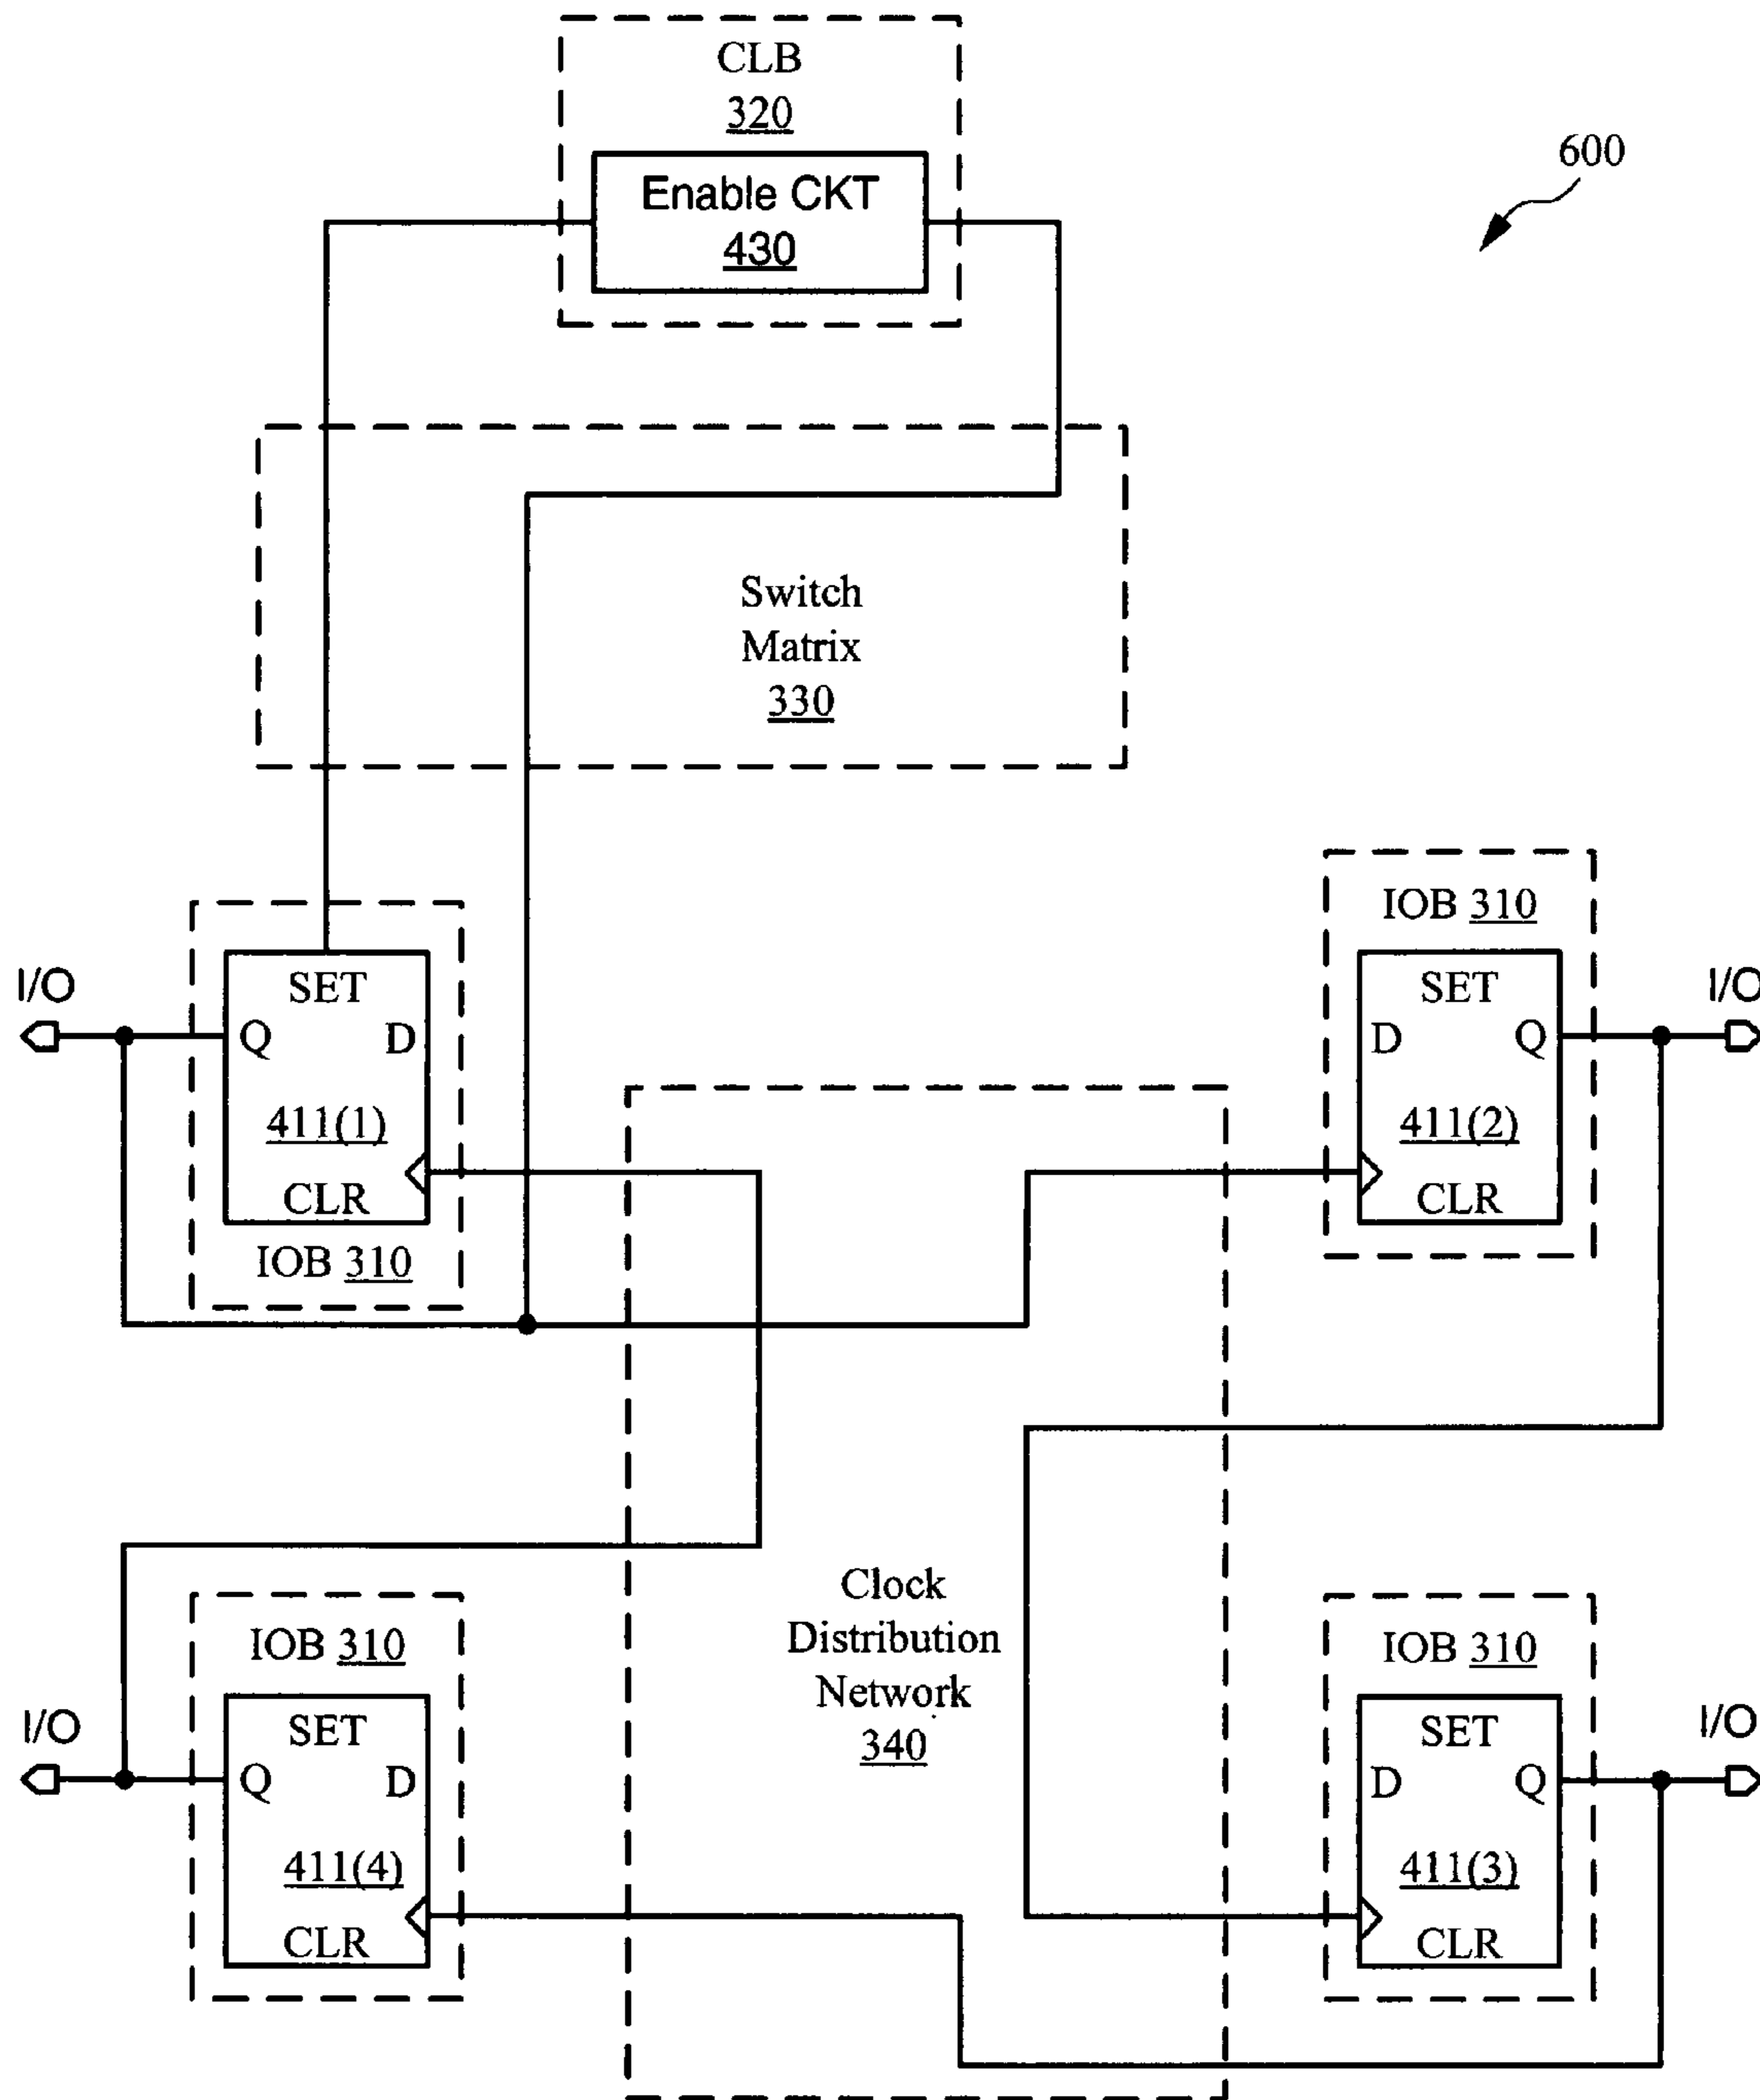 CLB
320
Enable CKT
430
600
Switch
Matrix
330
IOB 310
I/O
SET
Q D
411(1)
CLR
IOB 310
SET
D Q
411(2)
CLR
I/O
IOB 310
I/O
SET
Q D
411(4)
CLR
Clock
Distribution
Network
340
IOB 310
SET
D Q
411(3)
CLR
I/O